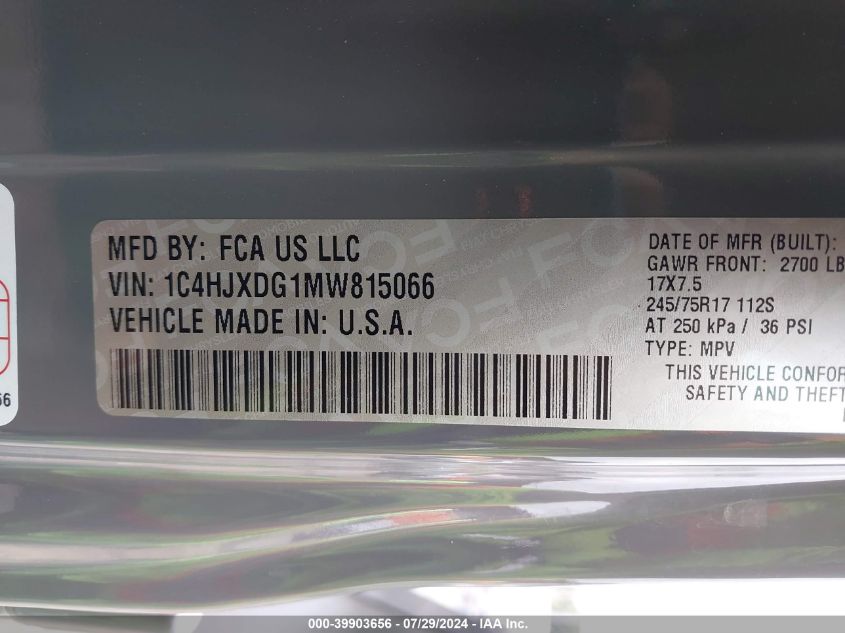 MFD BY: FCA US LLC
VIN: 1C4HJXDG1MW815066
VEHICLE MADE IN: U.S.A.
DATE OF MFR (BUILT):
GAWR FRONT: 2700 LB
17X7.5
245/75R17 112S
AT 250 kPa / 36 PSI
TYPE: MPV
THIS VEHICLE CONFOR
SAFETY AND THEFT
56
000-39903656 - 07/29/2024 - IAA Inc.